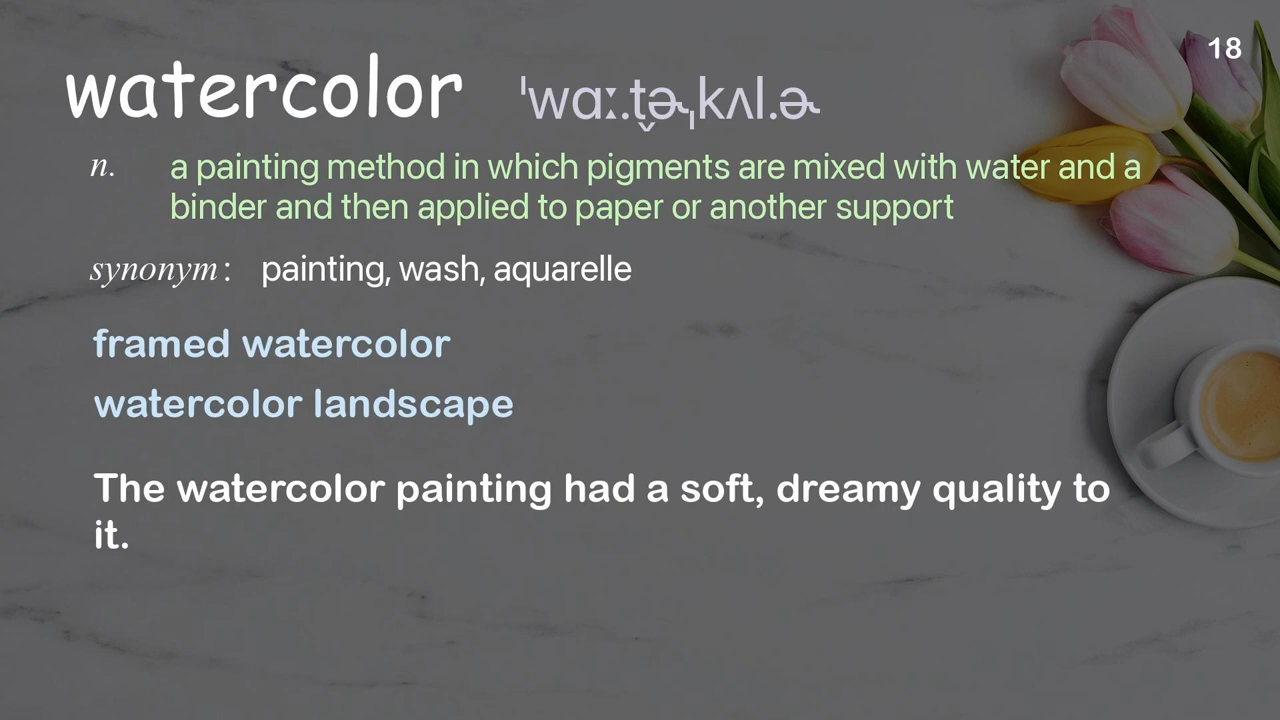 18
watercolor ˈwɑː.t̬ɚˌkʌl.ɚ
n. a painting method in which pigments are mixed with water and a
binder and then applied to paper or another support
synonym: painting, wash, aquarelle
framed watercolor
watercolor landscape
The watercolor painting had a soft, dreamy quality to
it.